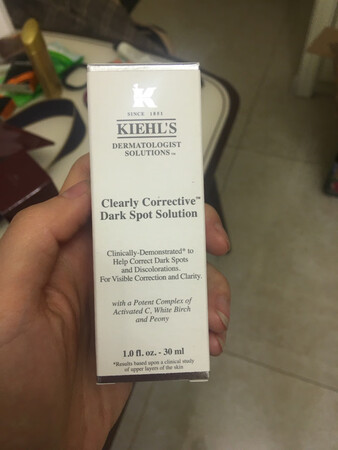 K
SINCE 1851
KIEHL'S
DERMATOLOGIST
SOLUTIONS™
Clearly Corrective™
Dark Spot Solution
Clinically-Demonstrated* to
Help Correct Dark Spots
and Discolorations.
For Visible Correction and Clarity.
with a Potent Complex of
Activated C, White Birch
and Peony
1.0 fl. oz. - 30 ml
*Results based upon a clinical study
of upper layers of the skin